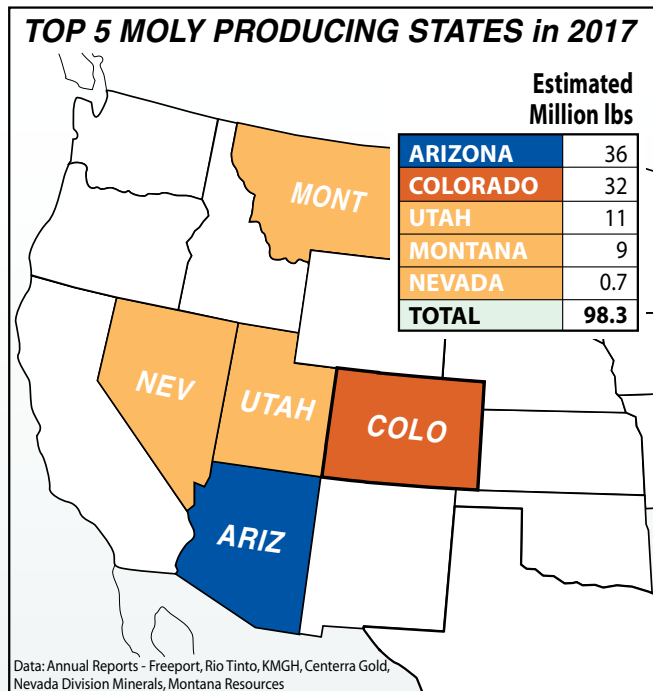 TOP 5 MOLY PRODUCING STATES in 2017
Estimated
Million lbs
ARIZONA 36
COLORADO 32
UTAH 11
MONTANA 9
NEVADA 0.7
TOTAL 98.3
MONT
NEV
UTAH
COLO
ARIZ
Data: Annual Reports - Freeport, Rio Tinto, KMGH, Centerra Gold,
Nevada Division Minerals, Montana Resources